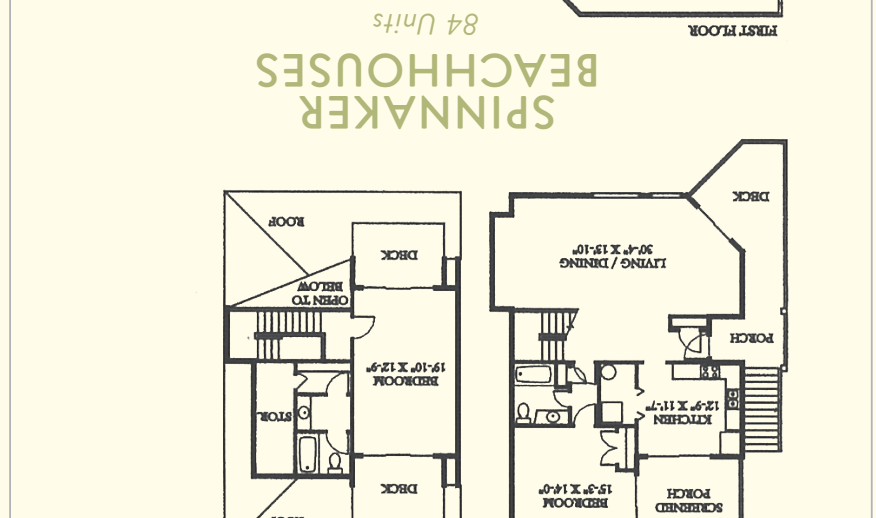 SCREENED
PORCH
BEDROOM
15'-3" X 14'-0"
KITCHEN
12'-9" X 11'-7"
PORCH
LIVING / DINING
30'-4" X 13'-10"
DECK
DECK
STOR.
BEDROOM
19'-10" X 12'-9"
OPEN TO
BELOW
DECK
ROOF
SPINNAKER
BEACHHOUSES
84 Units
FIRST FLOOR